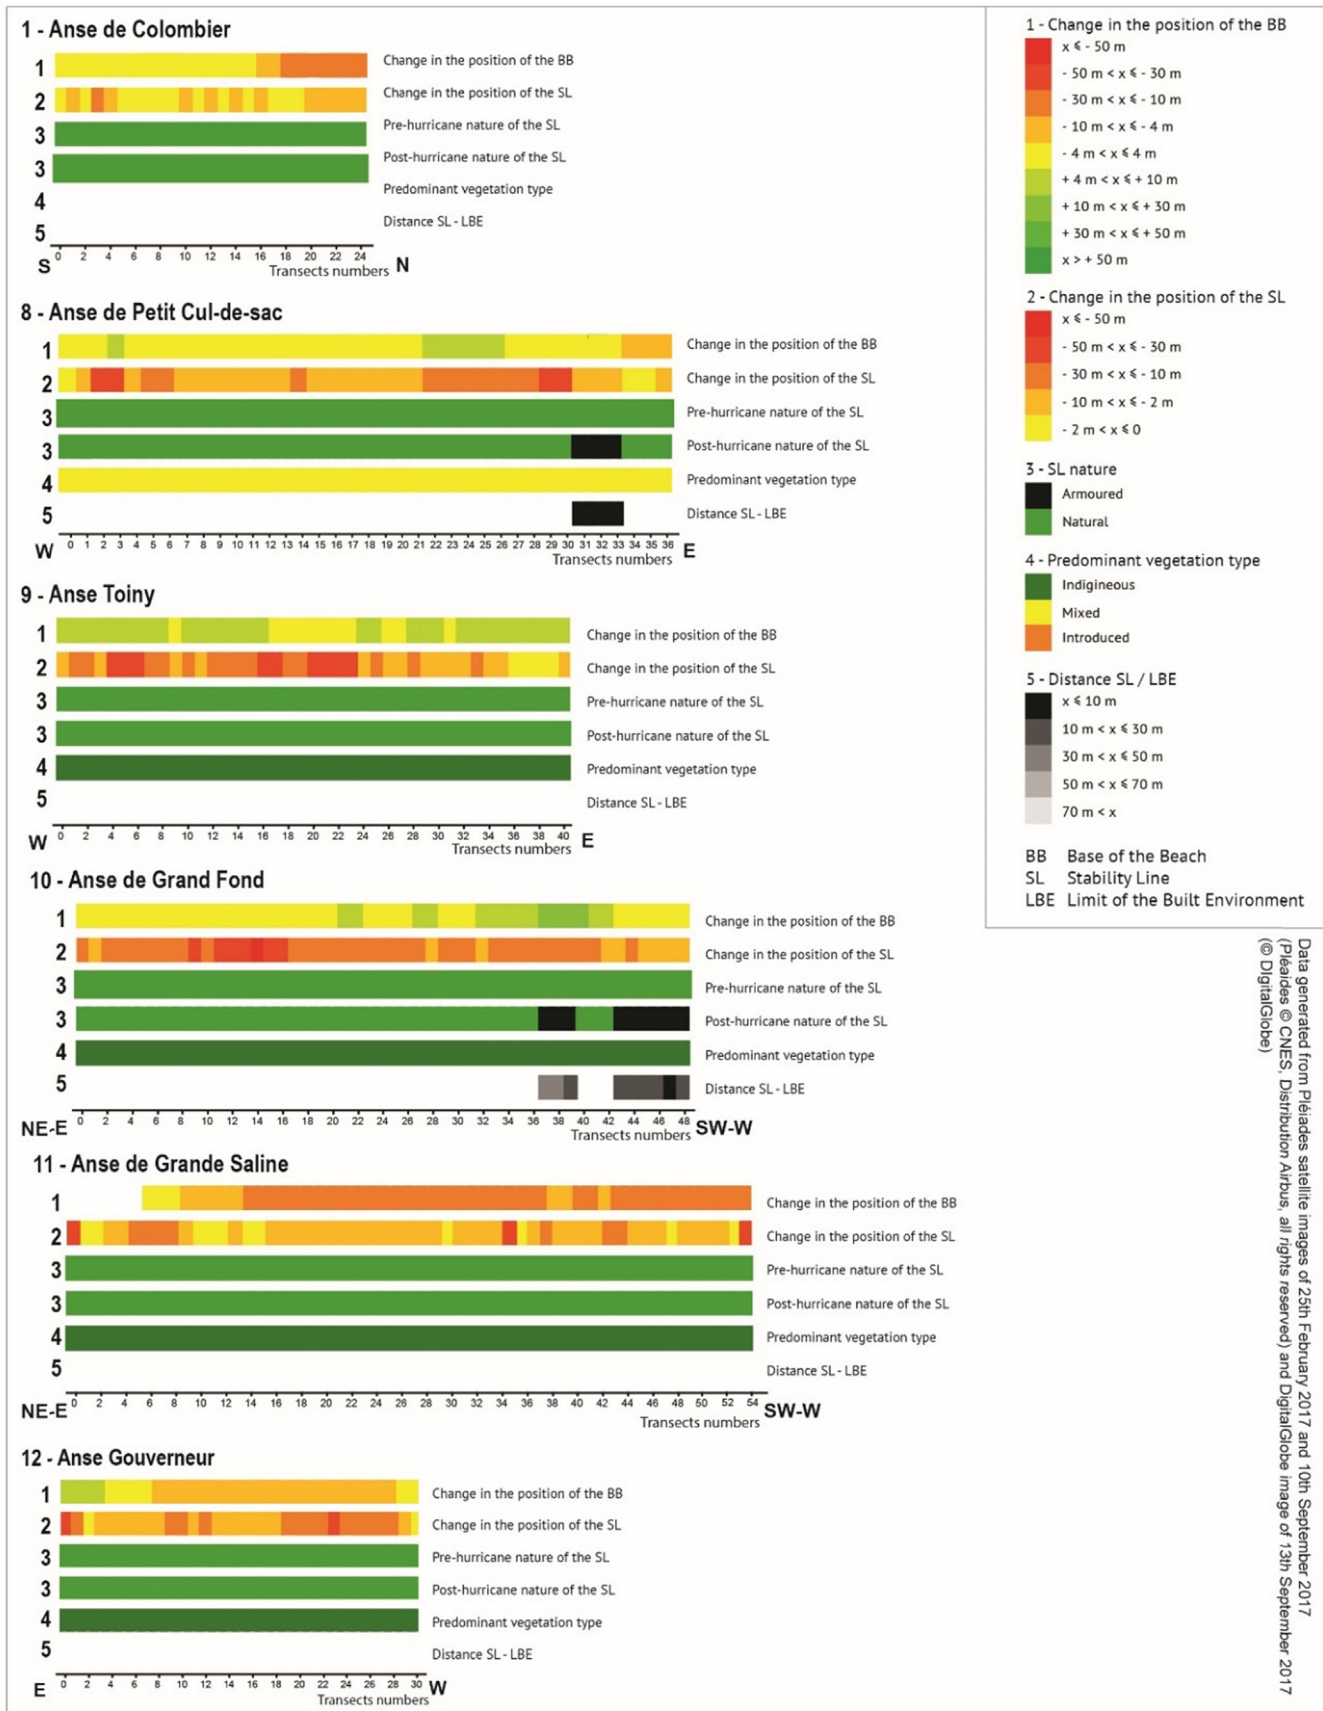 1 - Anse de Colombier
1 Change in the position of the BB
2 Change in the position of the SL
3 Pre-hurricane nature of the SL
3 Post-hurricane nature of the SL
4 Predominant vegetation type
5 Distance SL - LBE
0 2 4 6 8 10 12 14 16 18 20 22 24
S Transects numbers N
8 - Anse de Petit Cul-de-sac
1 Change in the position of the BB
2 Change in the position of the SL
3 Pre-hurricane nature of the SL
3 Post-hurricane nature of the SL
4 Predominant vegetation type
5 Distance SL - LBE
0 1 2 3 4 5 6 7 8 9 10 11 12 13 14 15 16 17 18 19 20 21 22 23 24 25 26 27 28 29 30 31 32 33 34 35 36
W Transects numbers E
9 - Anse Toiny
1 Change in the position of the BB
2 Change in the position of the SL
3 Pre-hurricane nature of the SL
3 Post-hurricane nature of the SL
4 Predominant vegetation type
5 Distance SL - LBE
0 2 4 6 8 10 12 14 16 18 20 22 24 26 28 30 32 34 36 38 40
W Transects numbers E
10 - Anse de Grand Fond
1 Change in the position of the BB
2 Change in the position of the SL
3 Pre-hurricane nature of the SL
3 Post-hurricane nature of the SL
4 Predominant vegetation type
5 Distance SL - LBE
0 2 4 6 8 10 12 14 16 18 20 22 24 26 28 30 32 34 36 38 40 42 44 46 48
NE-E Transects numbers SW-W
11 - Anse de Grande Saline
1 Change in the position of the BB
2 Change in the position of the SL
3 Pre-hurricane nature of the SL
3 Post-hurricane nature of the SL
4 Predominant vegetation type
5 Distance SL - LBE
0 2 4 6 8 10 12 14 16 18 20 22 24 26 28 30 32 34 36 38 40 42 44 46 48 50 52 54
NE-E Transects numbers SW-W
12 - Anse Gouverneur
1 Change in the position of the BB
2 Change in the position of the SL
3 Pre-hurricane nature of the SL
3 Post-hurricane nature of the SL
4 Predominant vegetation type
5 Distance SL - LBE
0 2 4 6 8 10 12 14 16 18 20 22 24 26 28 30
E Transects numbers W
1 - Change in the position of the BB
x ⩽ - 50 m
- 50 m < x ⩽ - 30 m
- 30 m < x ⩽ - 10 m
- 10 m < x ⩽ - 4 m
- 4 m < x ⩽ 4 m
+ 4 m < x ⩽ + 10 m
+ 10 m < x ⩽ + 30 m
+ 30 m < x ⩽ + 50 m
x > + 50 m
2 - Change in the position of the SL
x ⩽ - 50 m
- 50 m < x ⩽ - 30 m
- 30 m < x ⩽ - 10 m
- 10 m < x ⩽ - 2 m
- 2 m < x ⩽ 0
3 - SL nature
Armoured
Natural
4 - Predominant vegetation type
Indigineous
Mixed
Introduced
5 - Distance SL / LBE
x ⩽ 10 m
10 m < x ⩽ 30 m
30 m < x ⩽ 50 m
50 m < x ⩽ 70 m
70 m < x
BB Base of the Beach
SL Stability Line
LBE Limit of the Built Environment
Data generated from Pléiades satellite images of 25th February 2017 and 10th September 2017
(Pléaides © CNES, Distribution Airbus, all rights reserved) and DigitalGlobe image of 13th September 2017
(© DIgitalGlobe)